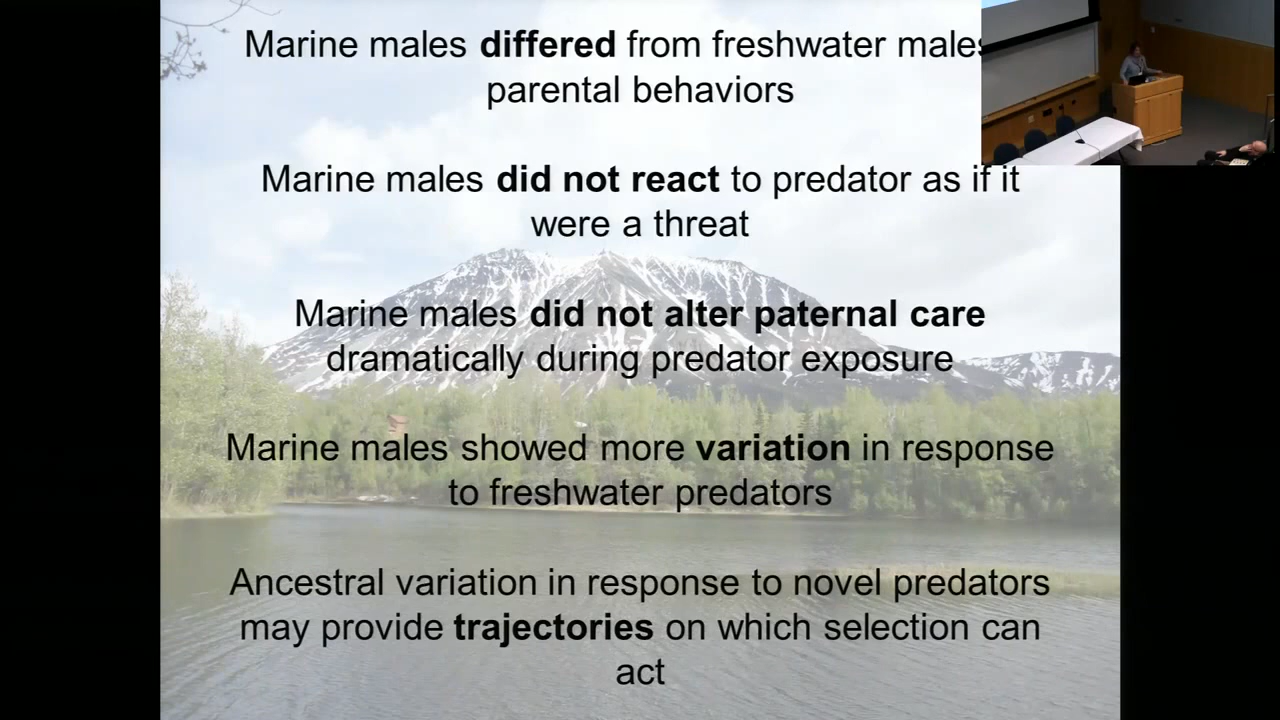 Marine males differed from freshwater males
parental behaviors
Marine males did not react to predator as if it
were a threat
Marine males did not alter paternal care
dramatically during predator exposure
Marine males showed more variation in response
to freshwater predators
Ancestral variation in response to novel predators
may provide trajectories on which selection can
act